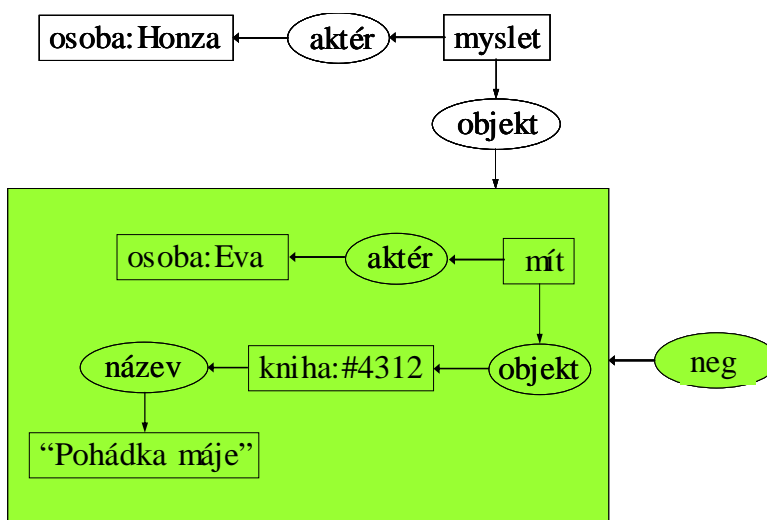 osoba:Honza aktér myslet
objekt
osoba:Eva aktér mít
název kniha:#4312 objekt neg
“Pohádka máje”